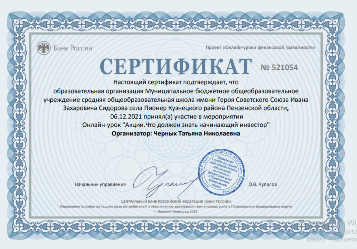 Банк России
Проект «Онлайн-уроки финансовой грамотности»
СЕРТИФИКАТ № 521054
Настоящий сертификат подтверждает, что
образовательная организация Муниципальное бюджетное общеобразовательное
учреждение средняя общеобразовательная школа имени Героя Советского Союза Ивана
Захаровича Сидорова села Пионер Кузнецкого района Пензенской области,
06.12.2021 принял(а) участие в мероприятии
Онлайн-урок "Акции.Что должен знать начинающий инвестор"
Организатор: Черных Татьяна Николаевна
Начальник управления
О.В. Чупалов
ЦЕНТРАЛЬНЫЙ БАНК РОССИЙСКОЙ ФЕДЕРАЦИИ (БАНК РОССИИ)